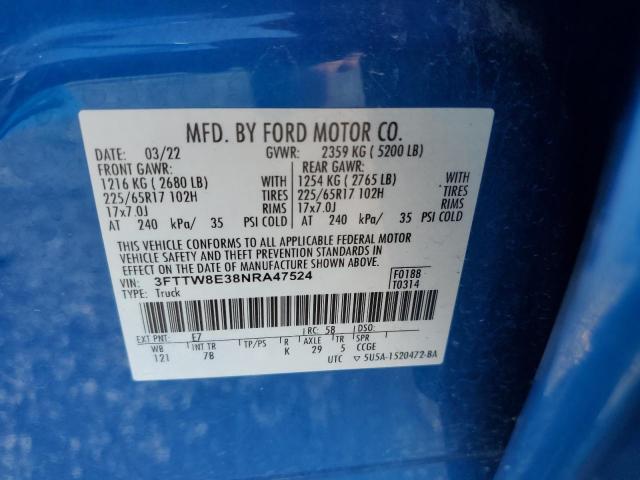 MFD. BY FORD MOTOR CO.
DATE: 03/22 GVWR: 2359 KG ( 5200 LB)
FRONT GAWR: REAR GAWR:
1216 KG ( 2680 LB) WITH 1254 KG ( 2765 LB) WITH
225/65R17 102H TIRES 225/65R17 102H TIRES
17x7.0J RIMS 17x7.0J RIMS
AT 240 kPa/ 35 PSI COLD AT 240 kPa/ 35 PSI COLD
THIS VEHICLE CONFORMS TO ALL APPLICABLE FEDERAL MOTOR
VEHICLE SAFETY AND THEFT PREVENTION STANDARDS IN
EFFECT ON THE DATE OF MANUFACTURE SHOWN ABOVE.
VIN: 3FTTW8E38NRA47524 F0188
TYPE: Truck T0314
EXT PNT: E7 RC: 58 DSO:
WB INT TR TP/PS R AXLE TR SPR
121 7B K 29 5 CCGE
UTC ▽ 5U5A-1520472-BA